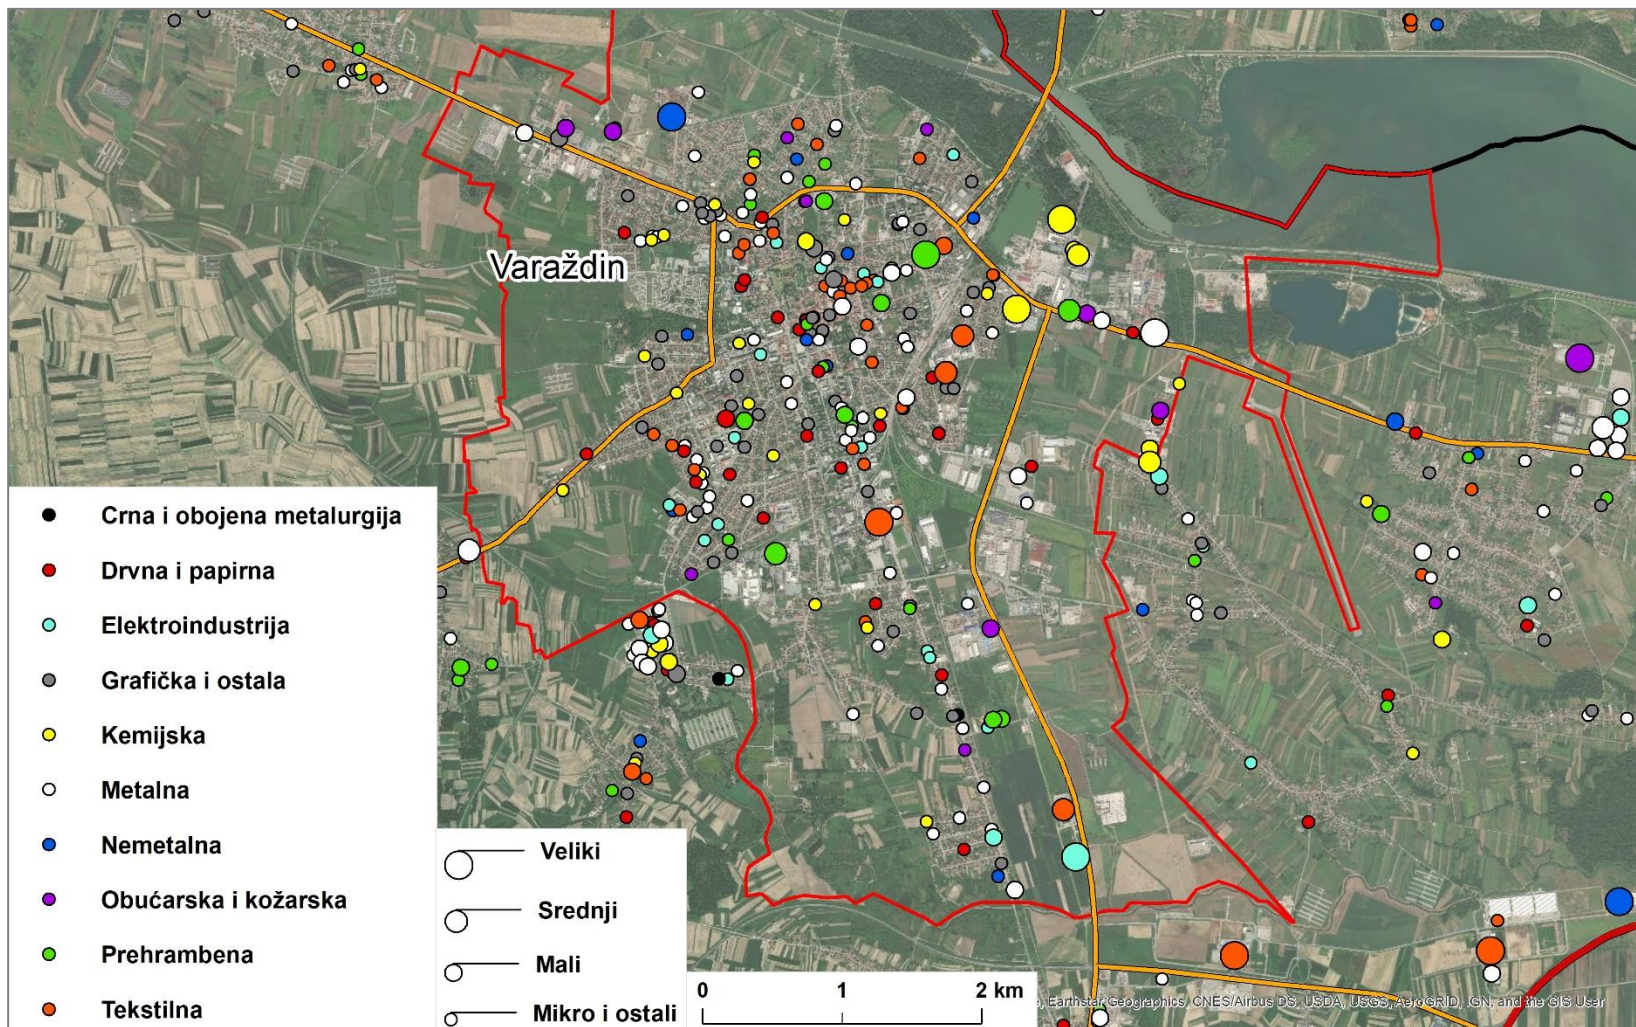 Varaždin
Crna i obojena metalurgija
Drvna i papirna
Elektroindustrija
Grafička i ostala
Kemijska
Metalna
Nemetalna
Obućarska i kožarska
Prehrambena
Tekstilna
Veliki
Srednji
Mali
Mikro i ostali
0 1 2 km
, Earthstar Geographics, CNES/Airbus DS, USDA, USGS, AeroGRID, IGN, and the GIS User